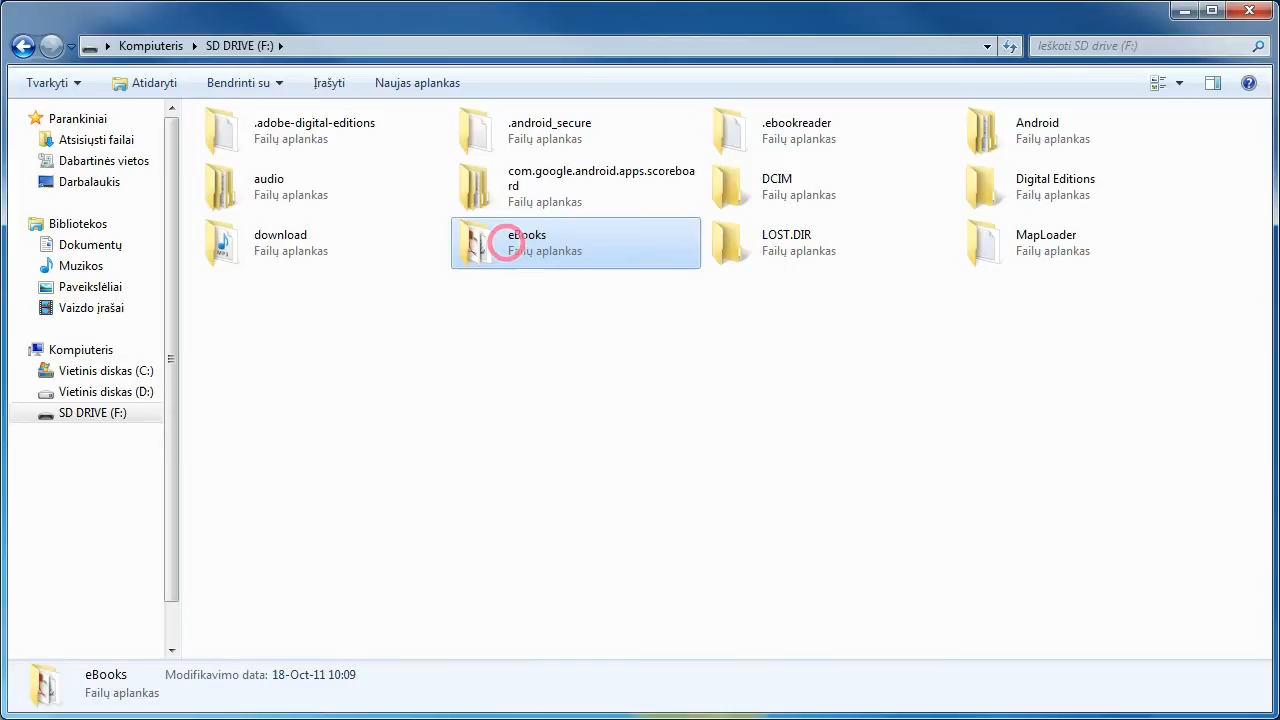 Kompiuteris SD DRIVE (F:)
Ieškoti SD drive (F:)
Tvarkyti Atidaryti Bendrinti su Įrašyti Naujas aplankas
Parankiniai
Atsisiųsti failai
Dabartinės vietos
Darbalaukis
Bibliotekos
Dokumentų
Muzikos
Paveikslėliai
Vaizdo įrašai
Kompiuteris
Vietinis diskas (C:)
Vietinis diskas (D:)
SD DRIVE (F:)
.adobe-digital-editions
Failų aplankas
.android_secure
Failų aplankas
.ebookreader
Failų aplankas
Android
Failų aplankas
audio
Failų aplankas
com.google.android.apps.scoreboa
rd
Failų aplankas
DCIM
Failų aplankas
Digital Editions
Failų aplankas
download
Failų aplankas
MP3
eBooks
Failų aplankas
LOST.DIR
Failų aplankas
MapLoader
Failų aplankas
eBooks Modifikavimo data: 18-Oct-11 10:09
Failų aplankas